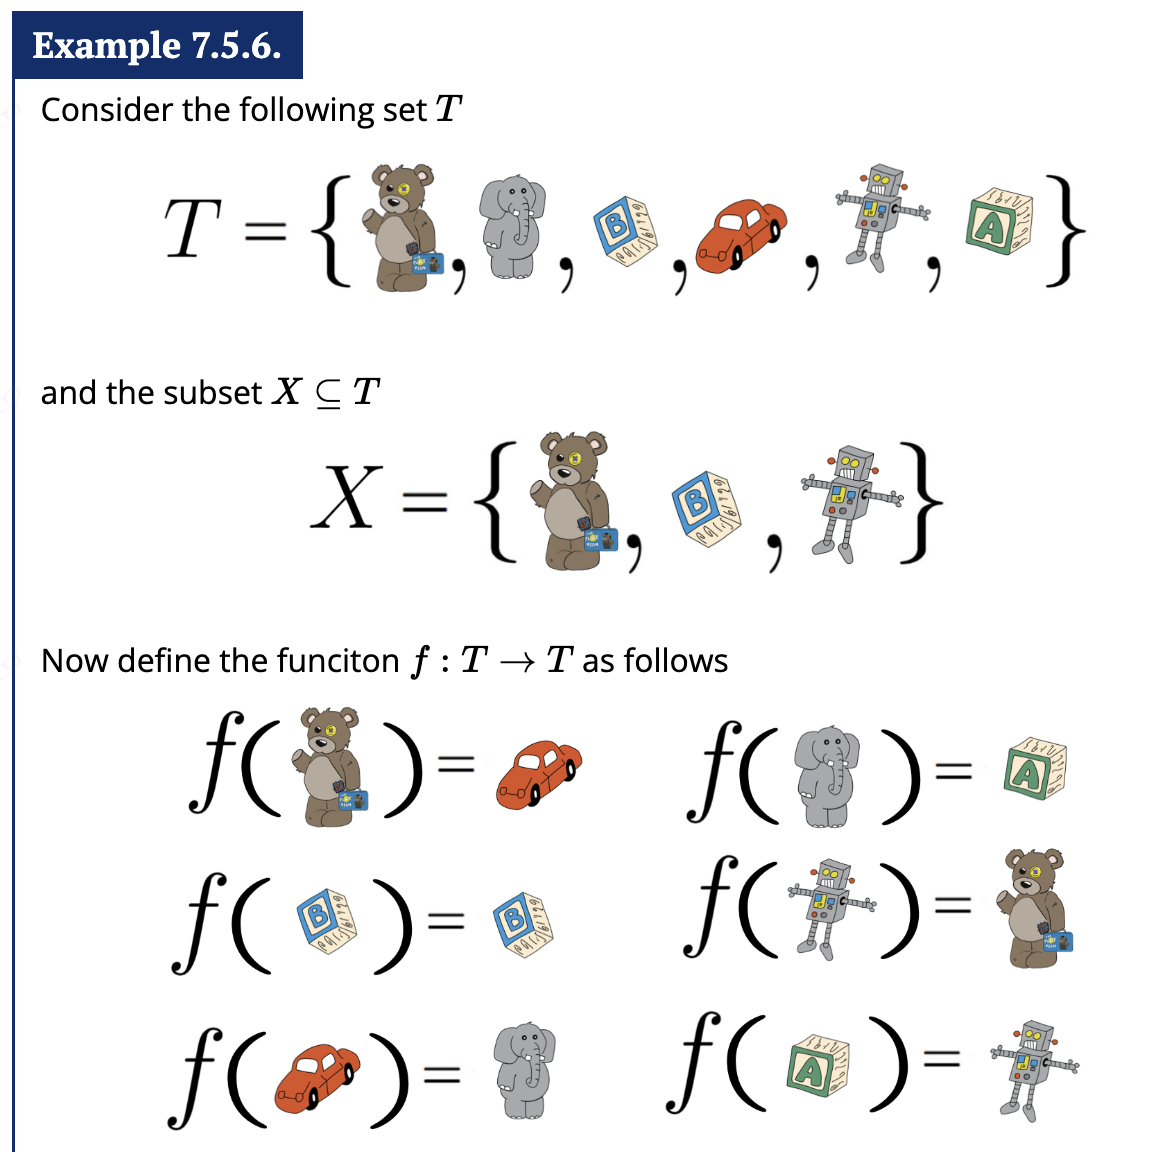 Example 7.5.6.
Consider the following set T
T = { , , , , , }
B A
and the subset X ⊆ T
X = { , , }
B
Now define the funciton f : T → T as follows
f( ) = f( ) = A
f( B ) = B f( ) =
f( ) = f( A ) =